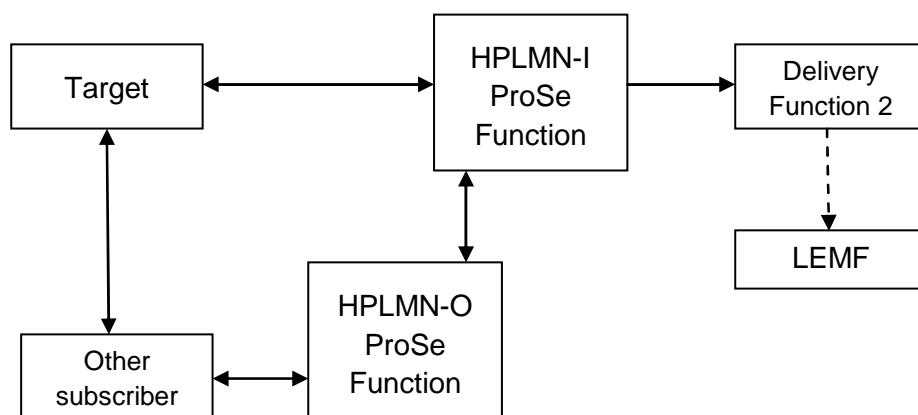 Target
HPLMN-I
ProSe
Function
Delivery
Function 2
LEMF
HPLMN-O
ProSe
Function
Other
subscriber